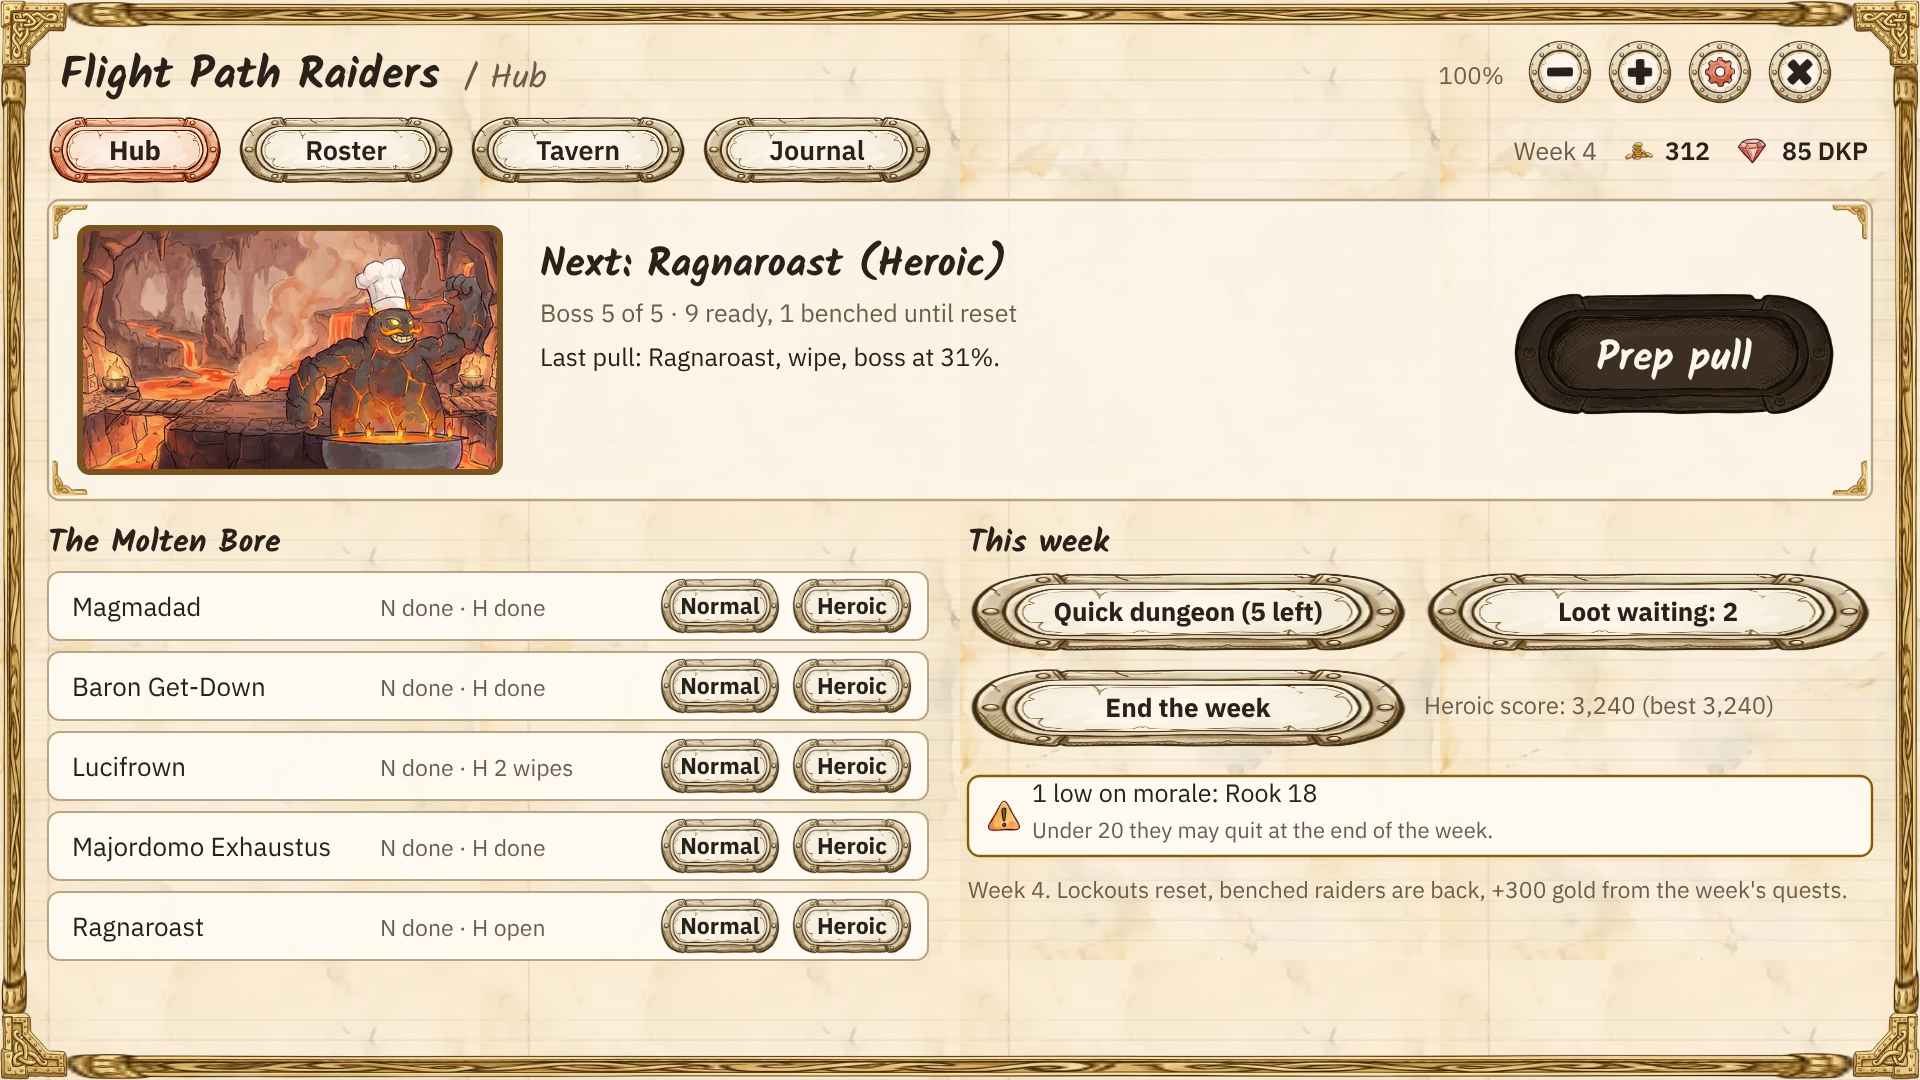 Flight Path Raiders / Hub
100%
Hub Roster Tavern Journal
Week 4 312 85 DKP
Next: Ragnaroast (Heroic)
Boss 5 of 5 · 9 ready, 1 benched until reset
Last pull: Ragnaroast, wipe, boss at 31%.
Prep pull
The Molten Bore
Magmadad N done · H done Normal Heroic
Baron Get-Down N done · H done Normal Heroic
Lucifrown N done · H 2 wipes Normal Heroic
Majordomo Exhaustus N done · H done Normal Heroic
Ragnaroast N done · H open Normal Heroic
This week
Quick dungeon (5 left) Loot waiting: 2
End the week Heroic score: 3,240 (best 3,240)
1 low on morale: Rook 18
Under 20 they may quit at the end of the week.
Week 4. Lockouts reset, benched raiders are back, +300 gold from the week's quests.